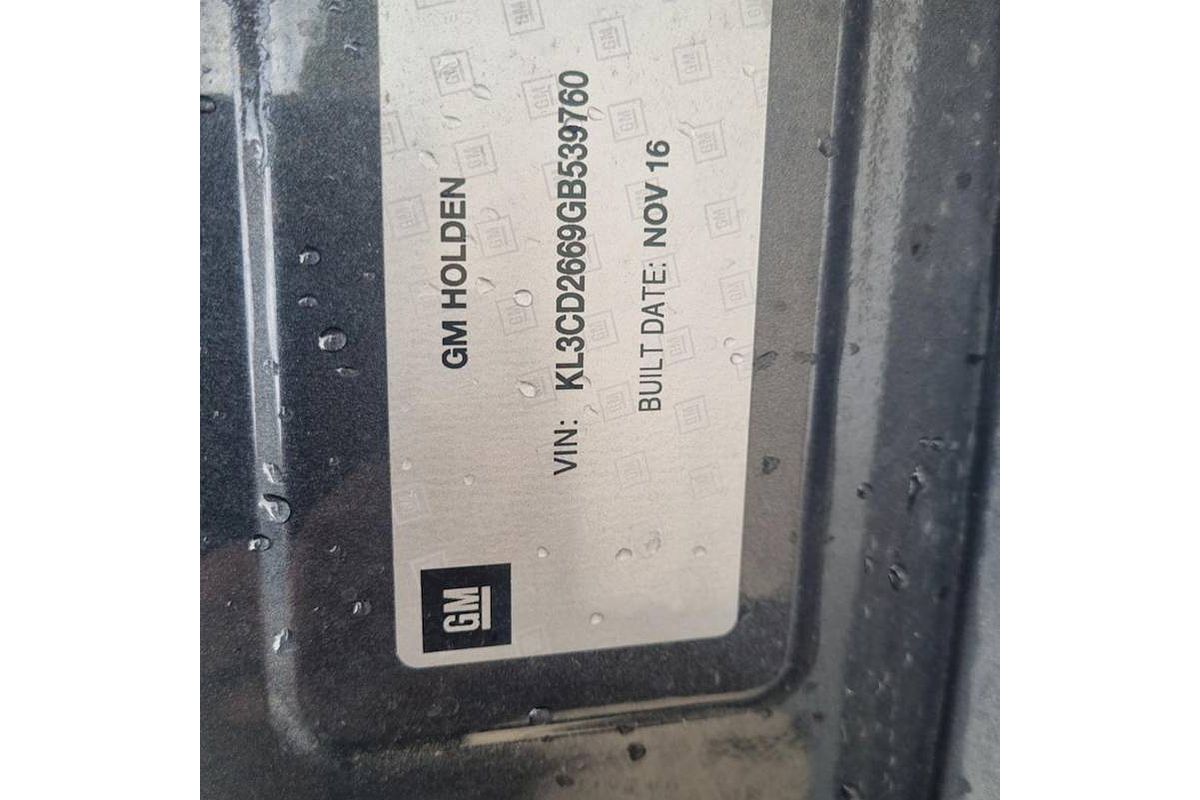 GM
GM HOLDEN
VIN: KL3CD2669GB539760
BUILT DATE: NOV 16